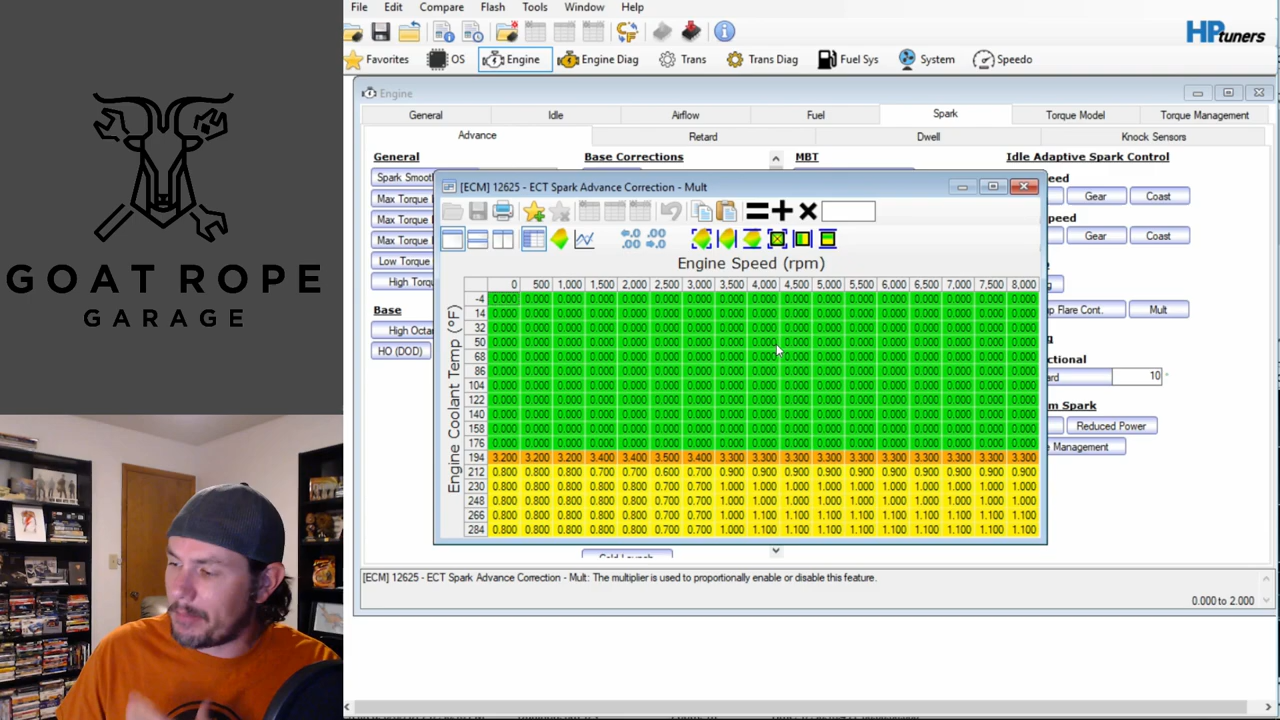 File Edit Compare Flash Tools Window Help
HPtuners
Favorites OS Engine Engine Diag Trans Trans Diag Fuel Sys System Speedo
Engine
General Idle Airflow Fuel Spark Torque Model Torque Management
Advance Retard Dwell Knock Sensors
General Base Corrections MBT Idle Adaptive Spark Control
Spark Smoot
Max Torque
Max Torque
Max Torque
Low Torque
High Torqu
Base
High Octan
HO (DOD)
Gear Coast
Gear Coast
p Flare Cont. Mult
10 °
Reduced Power
e Management
[ECM] 12625 - ECT Spark Advance Correction - Mult
Engine Speed (rpm)
Engine Coolant Temp (°F)
0 500 1,000 1,500 2,000 2,500 3,000 3,500 4,000 4,500 5,000 5,500 6,000 6,500 7,000 7,500 8,000
-4 0.000 0.000 0.000 0.000 0.000 0.000 0.000 0.000 0.000 0.000 0.000 0.000 0.000 0.000 0.000 0.000 0.000
14 0.000 0.000 0.000 0.000 0.000 0.000 0.000 0.000 0.000 0.000 0.000 0.000 0.000 0.000 0.000 0.000 0.000
32 0.000 0.000 0.000 0.000 0.000 0.000 0.000 0.000 0.000 0.000 0.000 0.000 0.000 0.000 0.000 0.000 0.000
50 0.000 0.000 0.000 0.000 0.000 0.000 0.000 0.000 0.000 0.000 0.000 0.000 0.000 0.000 0.000 0.000 0.000
68 0.000 0.000 0.000 0.000 0.000 0.000 0.000 0.000 0.000 0.000 0.000 0.000 0.000 0.000 0.000 0.000 0.000
86 0.000 0.000 0.000 0.000 0.000 0.000 0.000 0.000 0.000 0.000 0.000 0.000 0.000 0.000 0.000 0.000 0.000
104 0.000 0.000 0.000 0.000 0.000 0.000 0.000 0.000 0.000 0.000 0.000 0.000 0.000 0.000 0.000 0.000 0.000
122 0.000 0.000 0.000 0.000 0.000 0.000 0.000 0.000 0.000 0.000 0.000 0.000 0.000 0.000 0.000 0.000 0.000
140 0.000 0.000 0.000 0.000 0.000 0.000 0.000 0.000 0.000 0.000 0.000 0.000 0.000 0.000 0.000 0.000 0.000
158 0.000 0.000 0.000 0.000 0.000 0.000 0.000 0.000 0.000 0.000 0.000 0.000 0.000 0.000 0.000 0.000 0.000
176 0.000 0.000 0.000 0.000 0.000 0.000 0.000 0.000 0.000 0.000 0.000 0.000 0.000 0.000 0.000 0.000 0.000
194 3.200 3.200 3.200 3.400 3.400 3.500 3.400 3.300 3.300 3.300 3.300 3.300 3.300 3.300 3.300 3.300 3.300
212 0.800 0.800 0.800 0.700 0.700 0.600 0.700 0.900 0.900 0.900 0.900 0.900 0.900 0.900 0.900 0.900 0.900
230 0.800 0.800 0.800 0.800 0.800 0.700 0.700 0.900 1.000 1.000 1.000 1.000 1.000 1.000 1.000 1.000 1.000
248 0.800 0.800 0.800 0.800 0.800 0.700 0.700 0.900 1.000 1.000 1.000 1.000 1.000 1.000 1.000 1.000 1.000
266 0.800 0.800 0.800 0.800 0.800 0.700 0.700 1.000 1.100 1.100 1.100 1.100 1.100 1.100 1.100 1.100 1.100
284 0.800 0.800 0.800 0.800 0.800 0.700 0.700 1.000 1.100 1.100 1.100 1.100 1.100 1.100 1.100 1.100 1.100
[ECM] 12625 - ECT Spark Advance Correction - Mult: The multiplier is used to proportionally enable or disable this feature.
0.000 to 2.000
GOAT ROPE
GARAGE